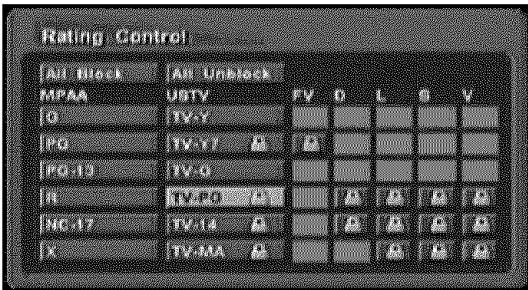 Rating Control
All Block All Unblock
MPAA USTV FV D L S V
G TV-Y
PG TV-Y7
PG-13 TV-G
R TV-PG
NC-17 TV-14
X TV-MA